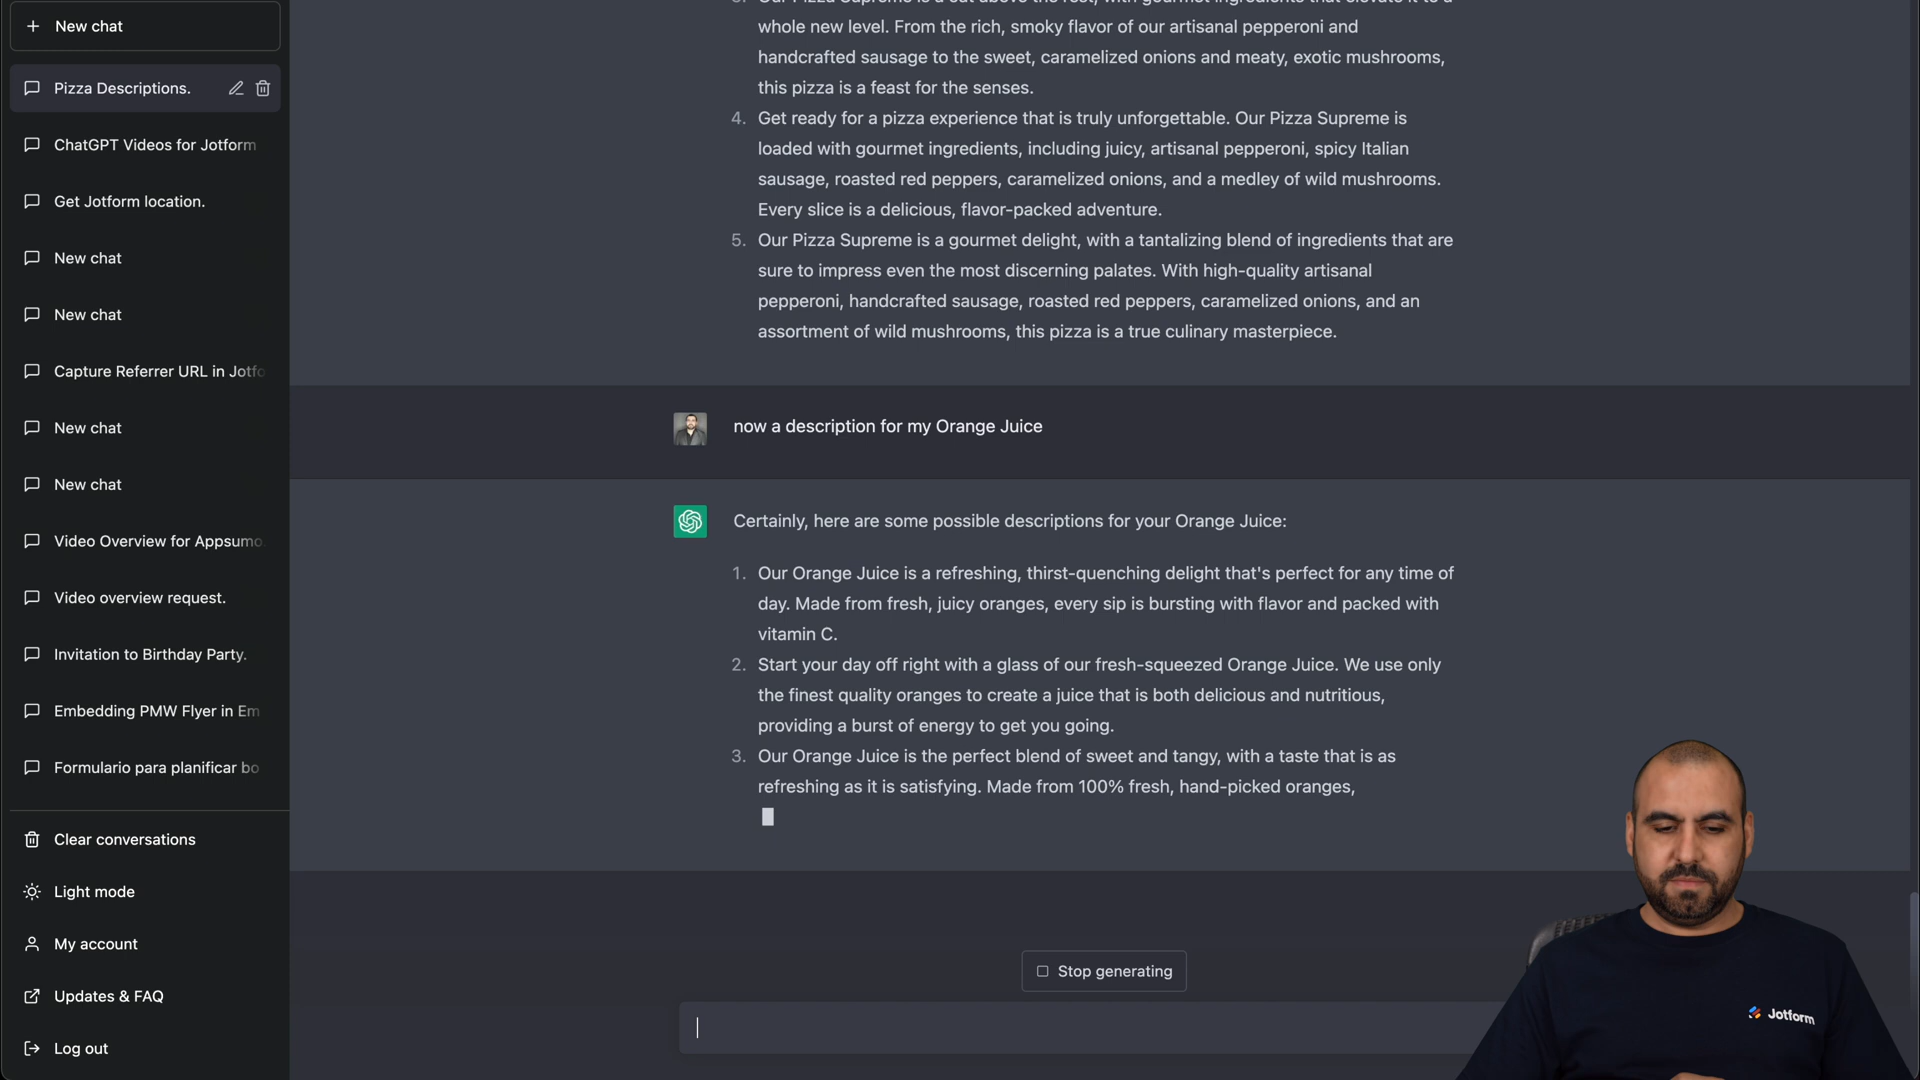 New chat
Pizza Descriptions.
ChatGPT Videos for Jotform
Get Jotform location.
New chat
New chat
Capture Referrer URL in Jotfo
New chat
New chat
Video Overview for Appsumo
Video overview request.
Invitation to Birthday Party.
Embedding PMW Flyer in Em
Formulario para planificar bo
Clear conversations
Light mode
My account
Updates & FAQ
Log out
whole new level. From the rich, smoky flavor of our artisanal pepperoni and
handcrafted sausage to the sweet, caramelized onions and meaty, exotic mushrooms,
this pizza is a feast for the senses.
4. Get ready for a pizza experience that is truly unforgettable. Our Pizza Supreme is
loaded with gourmet ingredients, including juicy, artisanal pepperoni, spicy Italian
sausage, roasted red peppers, caramelized onions, and a medley of wild mushrooms.
Every slice is a delicious, flavor-packed adventure.
5. Our Pizza Supreme is a gourmet delight, with a tantalizing blend of ingredients that are
sure to impress even the most discerning palates. With high-quality artisanal
pepperoni, handcrafted sausage, roasted red peppers, caramelized onions, and an
assortment of wild mushrooms, this pizza is a true culinary masterpiece.
now a description for my Orange Juice
Certainly, here are some possible descriptions for your Orange Juice:
1. Our Orange Juice is a refreshing, thirst-quenching delight that's perfect for any time of
day. Made from fresh, juicy oranges, every sip is bursting with flavor and packed with
vitamin C.
2. Start your day off right with a glass of our fresh-squeezed Orange Juice. We use only
the finest quality oranges to create a juice that is both delicious and nutritious,
providing a burst of energy to get you going.
3. Our Orange Juice is the perfect blend of sweet and tangy, with a taste that is as
refreshing as it is satisfying. Made from 100% fresh, hand-picked oranges,
Stop generating
Jotform